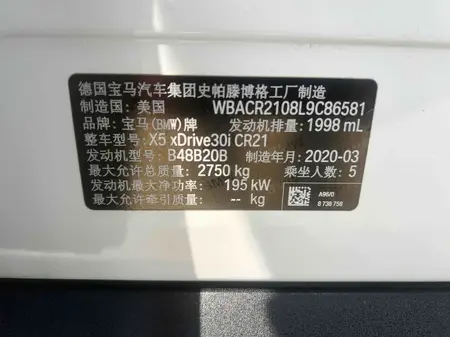 德国宝马汽车集团史帕滕博格工厂制造
制造国：美国 WBACR2108L9C86581
品牌：宝马(BMW)牌 发动机排量：1998 mL
整车型号：X5 xDrive30i CR21
发动机型号：B48B20B 制造年月：2020-03
最大允许总质量：2750 kg 乘坐人数：5
发动机最大净功率：195 kW
最大允许牵引质量：-- kg
A96/0
8 738 758